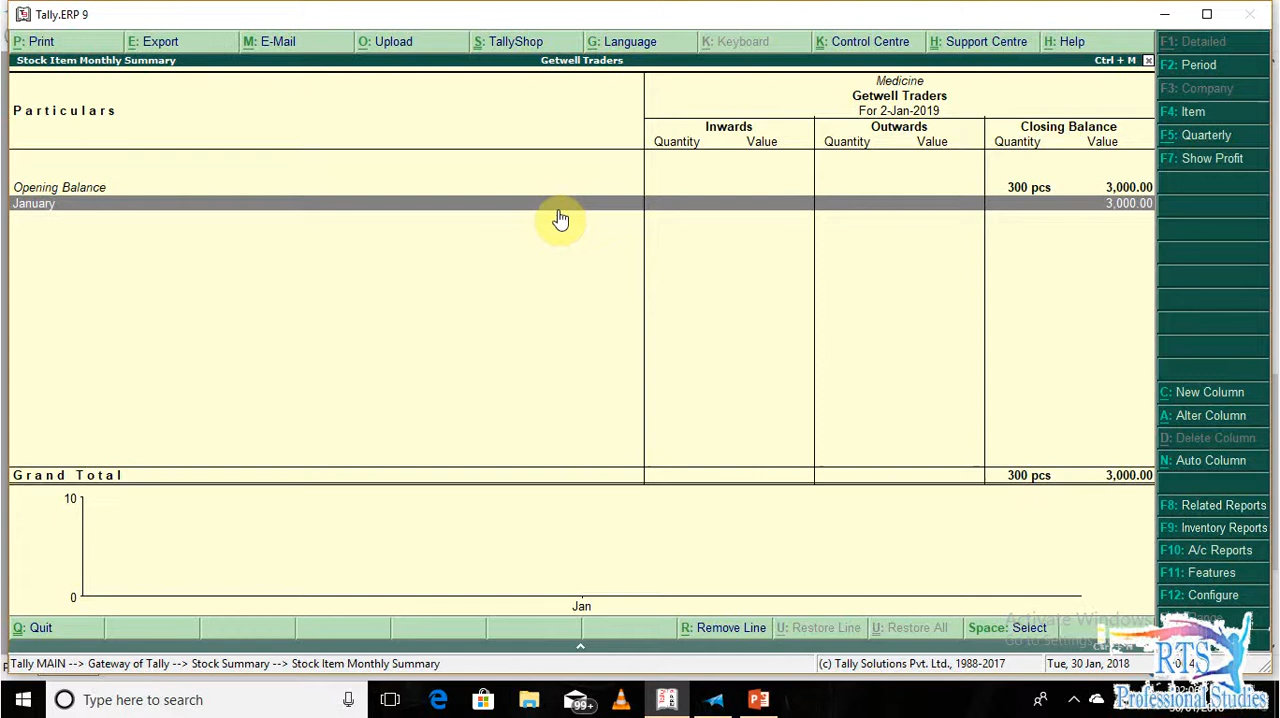 Tally.ERP 9
P: Print
E: Export
M: E-Mail
O: Upload
S: TallyShop
G: Language
K: Keyboard
K: Control Centre
H: Support Centre
H: Help
Stock Item Monthly Summary
Getwell Traders
Ctrl + M
Particulars
Medicine
Getwell Traders
For 2-Jan-2019
Inwards
Outwards
Closing Balance
Quantity Value
Quantity Value
Quantity Value
Opening Balance 300 pcs 3,000.00
January 3,000.00
Grand Total 300 pcs 3,000.00
10
0
Jan
F1: Detailed
F2: Period
F3: Company
F4: Item
F5: Quarterly
F7: Show Profit
C: New Column
A: Alter Column
D: Delete Column
N: Auto Column
F8: Related Reports
F9: Inventory Reports
F10: A/c Reports
F11: Features
F12: Configure
Activate Windows
Go to Settings
Q: Quit
R: Remove Line
U: Restore Line
U: Restore All
Space: Select
Tally MAIN --> Gateway of Tally --> Stock Summary --> Stock Item Monthly Summary
(c) Tally Solutions Pvt. Ltd., 1988-2017
Tue, 30 Jan, 2018
RTS
Professional Studies
Type here to search
99+